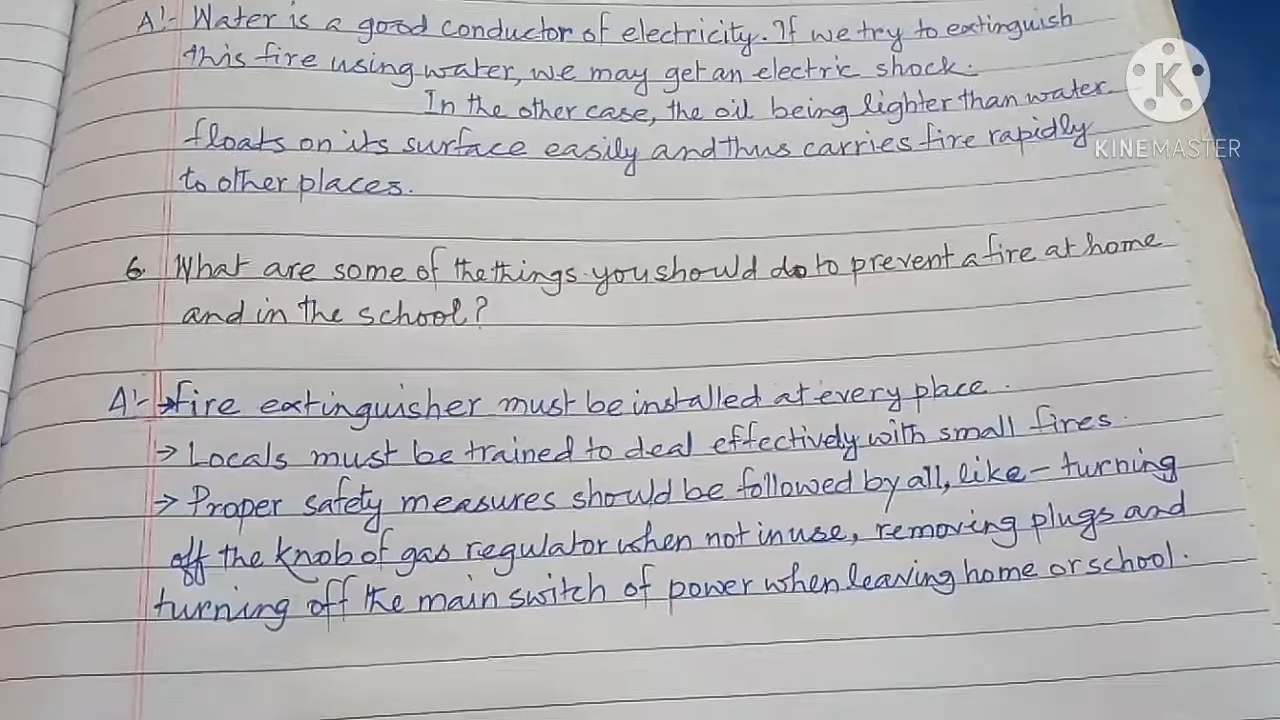 A:- Water is a good conductor of electricity. If we try to extinguish
this fire using water, we may get an electric shock.
In the other case, the oil being lighter than water
floats on its surface easily and thus carries fire rapidly
to other places.
K
KINEMASTER
6. What are some of the things you should do to prevent a fire at home
and in the school?
A:- → Fire extinguisher must be installed at every place.
→ Locals must be trained to deal effectively with small fires.
→ Proper safety measures should be followed by all, like - turning
off the knob of gas regulator when not in use, removing plugs and
turning off the main switch of power when leaving home or school.